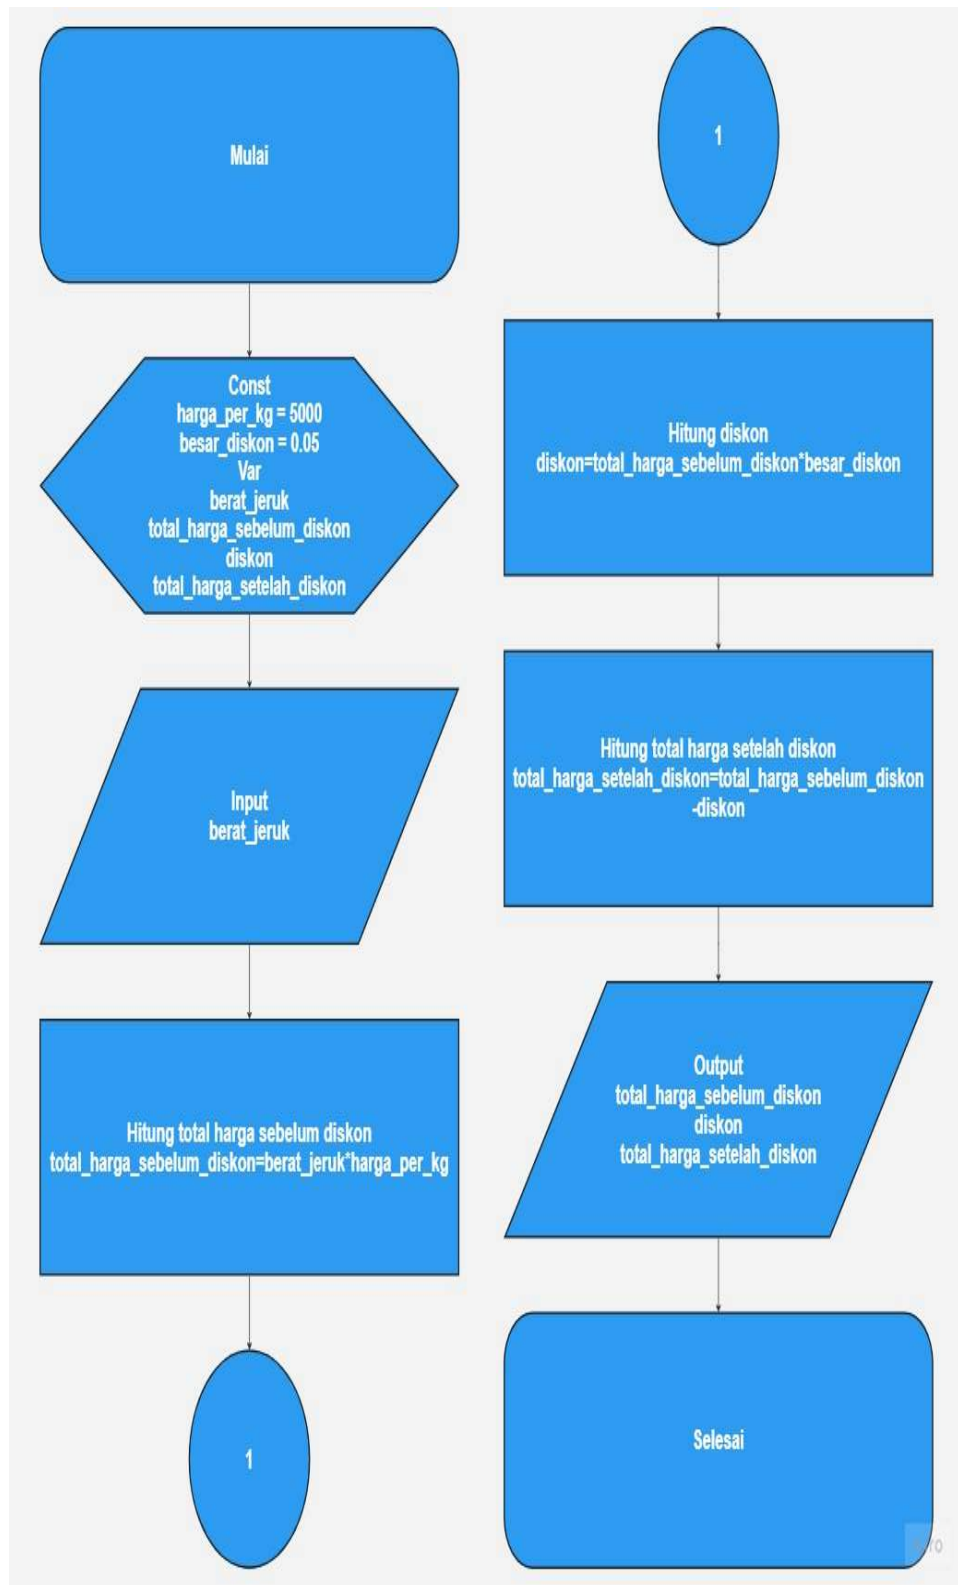 Mulai
Const
harga_per_kg = 5000
besar_diskon = 0.05
Var
berat_jeruk
total_harga_sebelum_diskon
diskon
total_harga_setelah_diskon
Input
berat_jeruk
Hitung total harga sebelum diskon
total_harga_sebelum_diskon=berat_jeruk*harga_per_kg
1
1
Hitung diskon
diskon=total_harga_sebelum_diskon*besar_diskon
Hitung total harga setelah diskon
total_harga_setelah_diskon=total_harga_sebelum_diskon
-diskon
Output
total_harga_sebelum_diskon
diskon
total_harga_setelah_diskon
Selesai